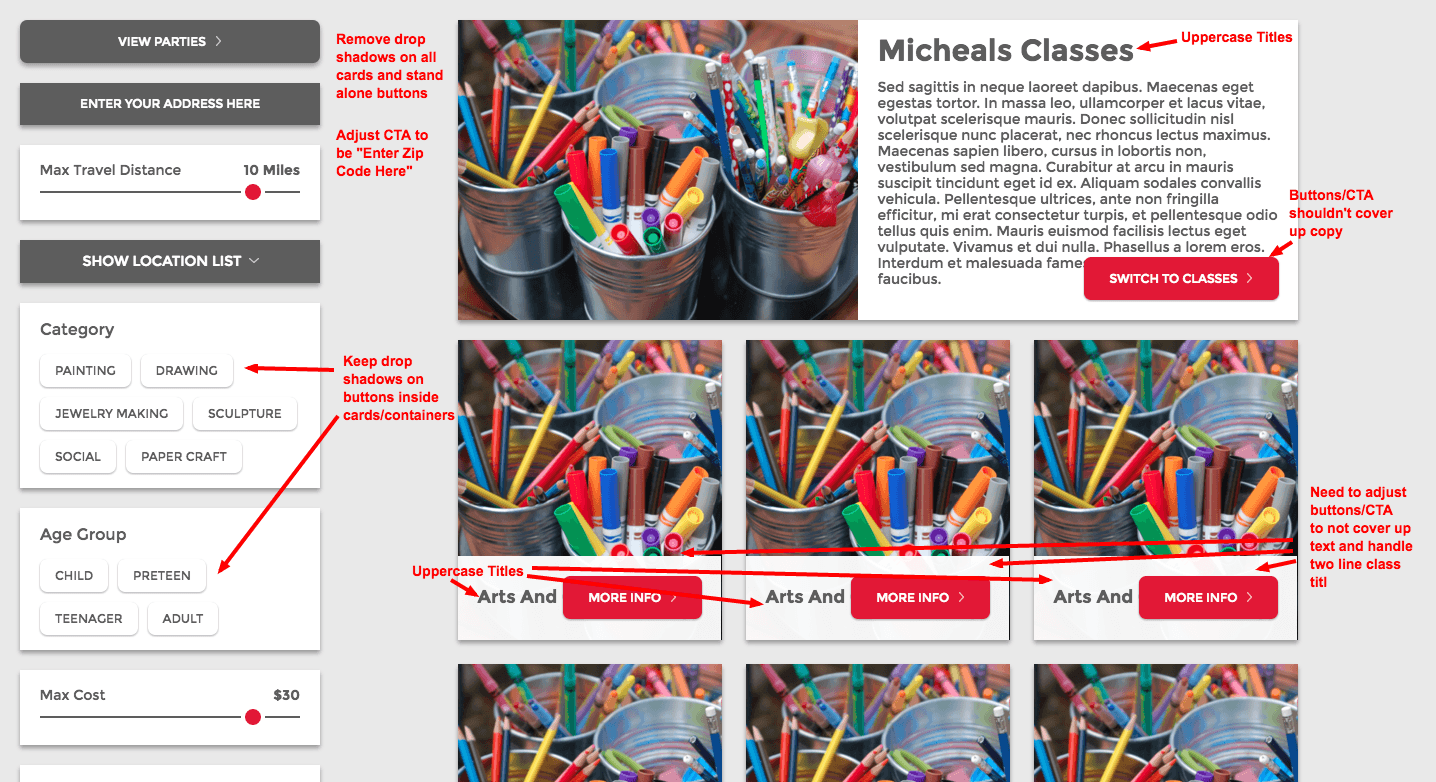 VIEW PARTIES
ENTER YOUR ADDRESS HERE
Max Travel Distance 10 Miles
SHOW LOCATION LIST
Category
PAINTING DRAWING
JEWELRY MAKING SCULPTURE
SOCIAL PAPER CRAFT
Age Group
CHILD PRETEEN
TEENAGER ADULT
Max Cost $30
Remove drop
shadows on all
cards and stand
alone buttons
Adjust CTA to
be "Enter Zip
Code Here"
Keep drop
shadows on
buttons inside
cards/containers
Micheals Classes
Uppercase Titles
Sed sagittis in neque laoreet dapibus. Maecenas eget
egestas tortor. In massa leo, ullamcorper et lacus vitae,
volutpat scelerisque mauris. Donec sollicitudin nisl
scelerisque nunc placerat, nec rhoncus lectus maximus.
Maecenas sapien libero, cursus in lobortis non,
vestibulum sed magna. Curabitur at arcu in mauris
suscipit tincidunt eget id ex. Aliquam sodales convallis
vehicula. Pellentesque ultrices, ante non fringilla
efficitur, mi erat consectetur turpis, et pellentesque odio
tellus quis enim. Mauris euismod facilisis lectus eget
vulputate. Vivamus et dui nulla. Phasellus a lorem eros.
Interdum et malesuada fames
faucibus.
SWITCH TO CLASSES
Buttons/CTA
shouldn't cover
up copy
Need to adjust
buttons/CTA
to not cover up
text and handle
two line class
titl
Uppercase Titles
Arts And MORE INFO
Arts And MORE INFO
Arts And MORE INFO